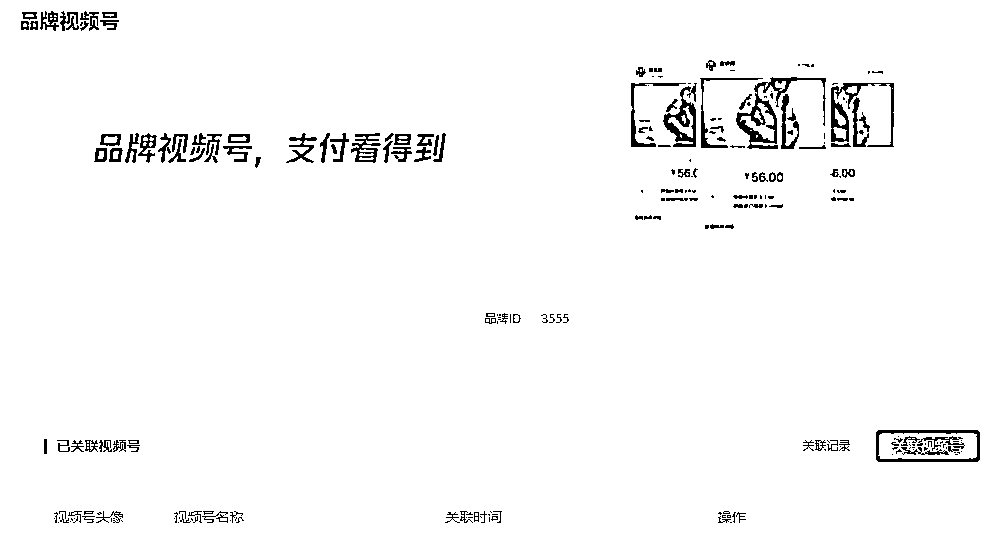 品牌视频号
品牌视频号，支付看得到
¥56.0
¥56.00
6.00
品牌ID 3555
已关联视频号
关联记录 关联视频号
视频号头像 视频号名称 关联时间 操作